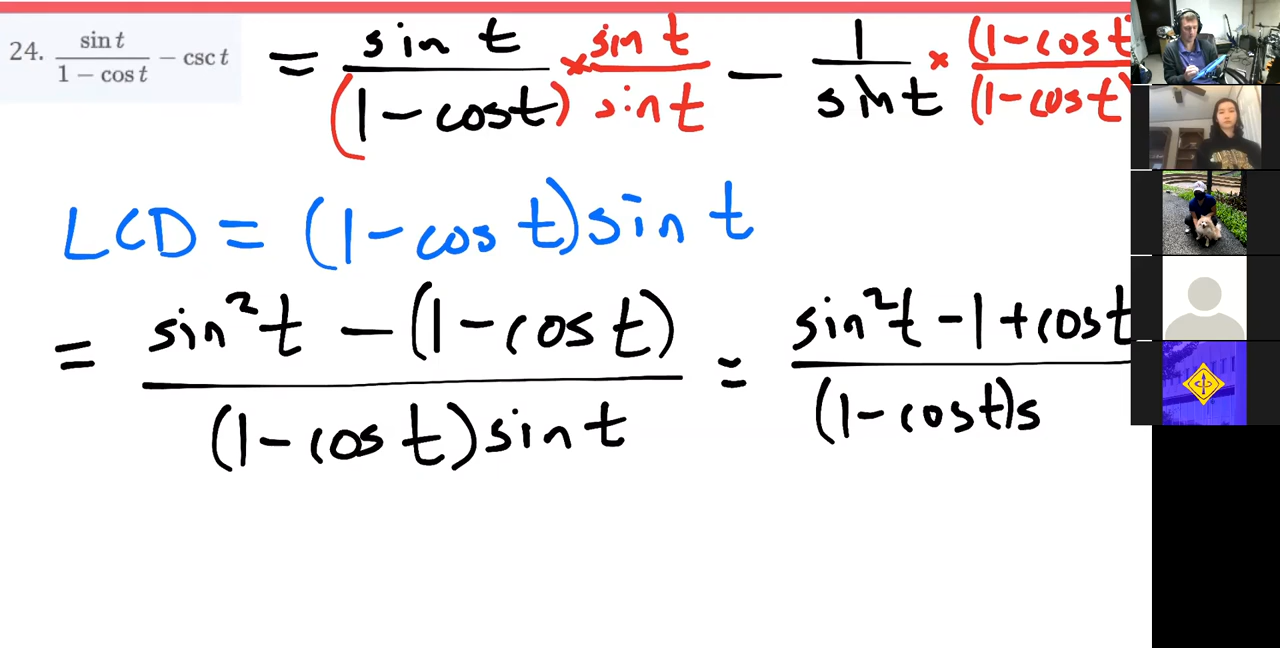 24. sin t / (1 − cos t) − csc t = sin t / (1 − cos t) × sin t / sin t − 1 / sin t × (1 − cos t / (1 − cos t)
LCD = (1 − cos t) sin t
= sin²t − (1 − cos t) / (1 − cos t) sin t = sin²t − 1 + cos t / (1 − cos t) s